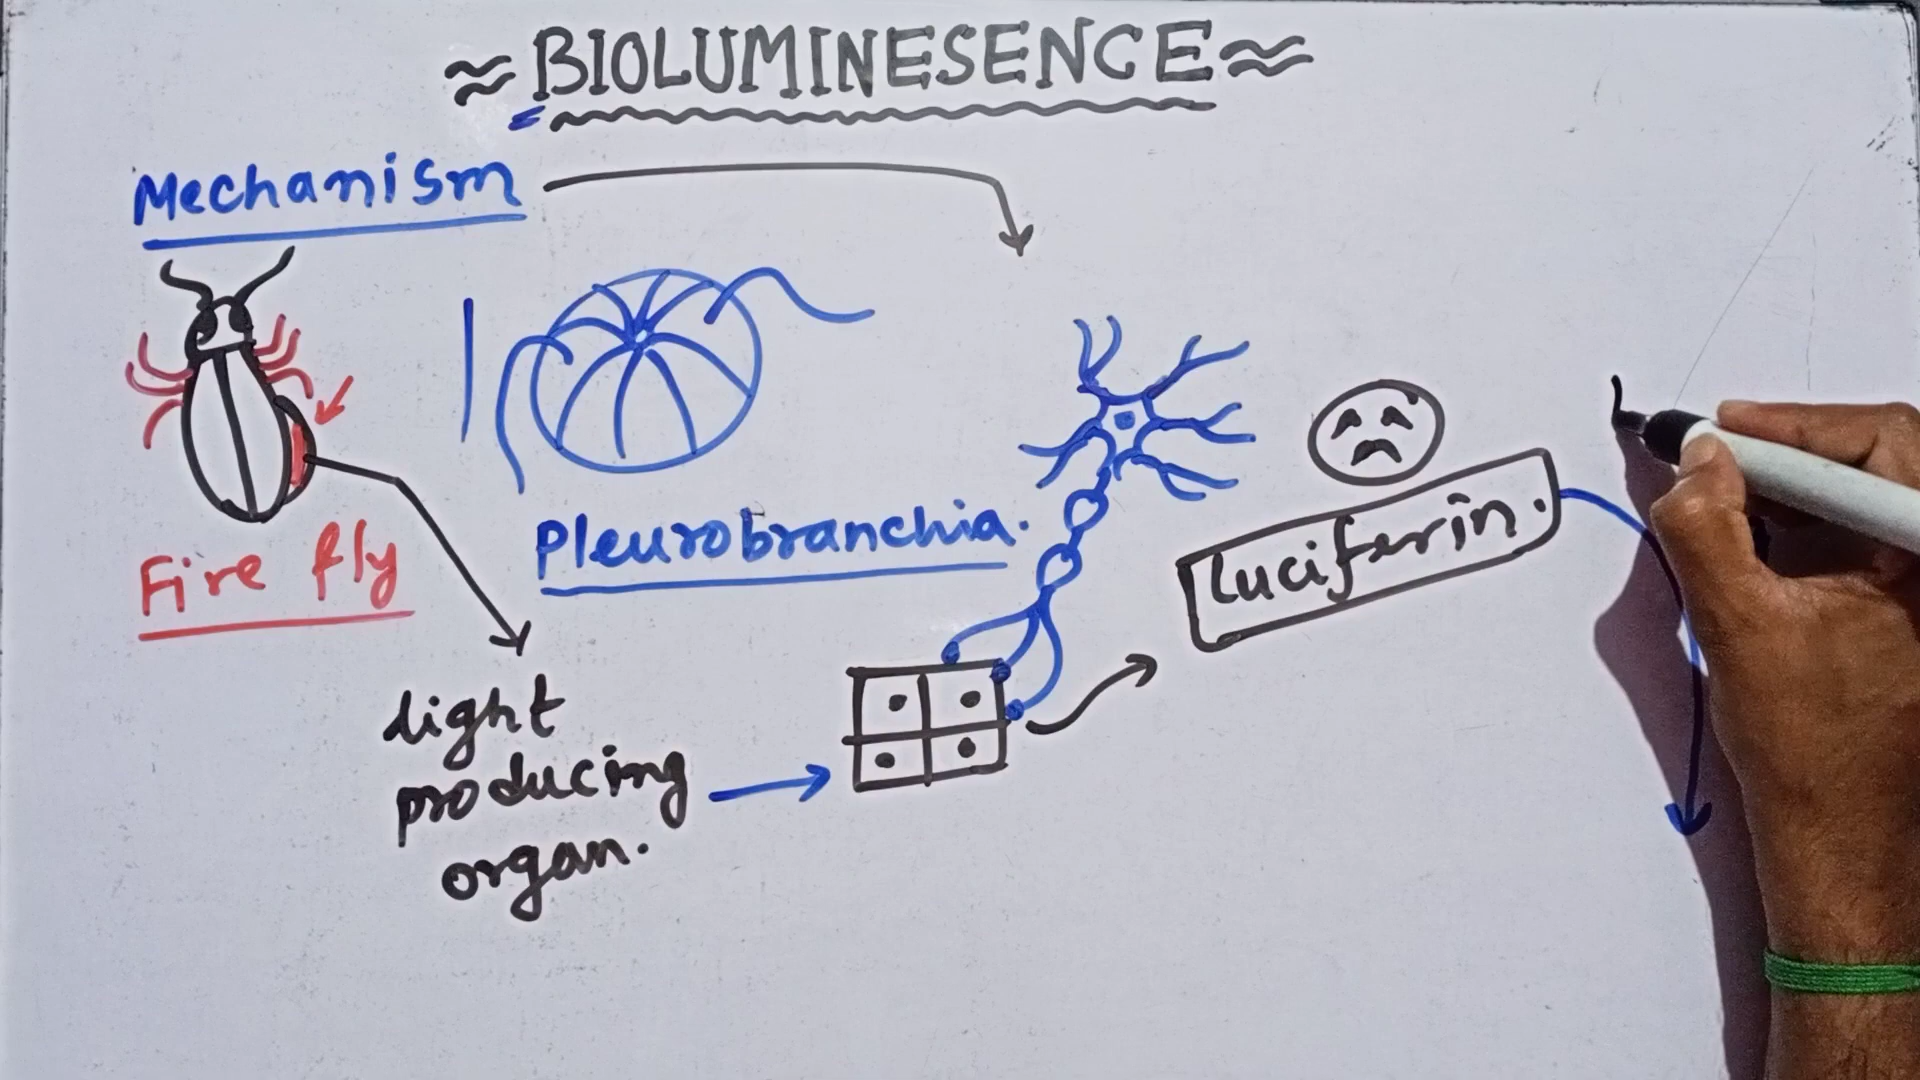 ≈ BIOLUMINESENCE ≈
Mechanism
Pleurobranchia.
Fire fly
luciferin.
light
producing
organ.